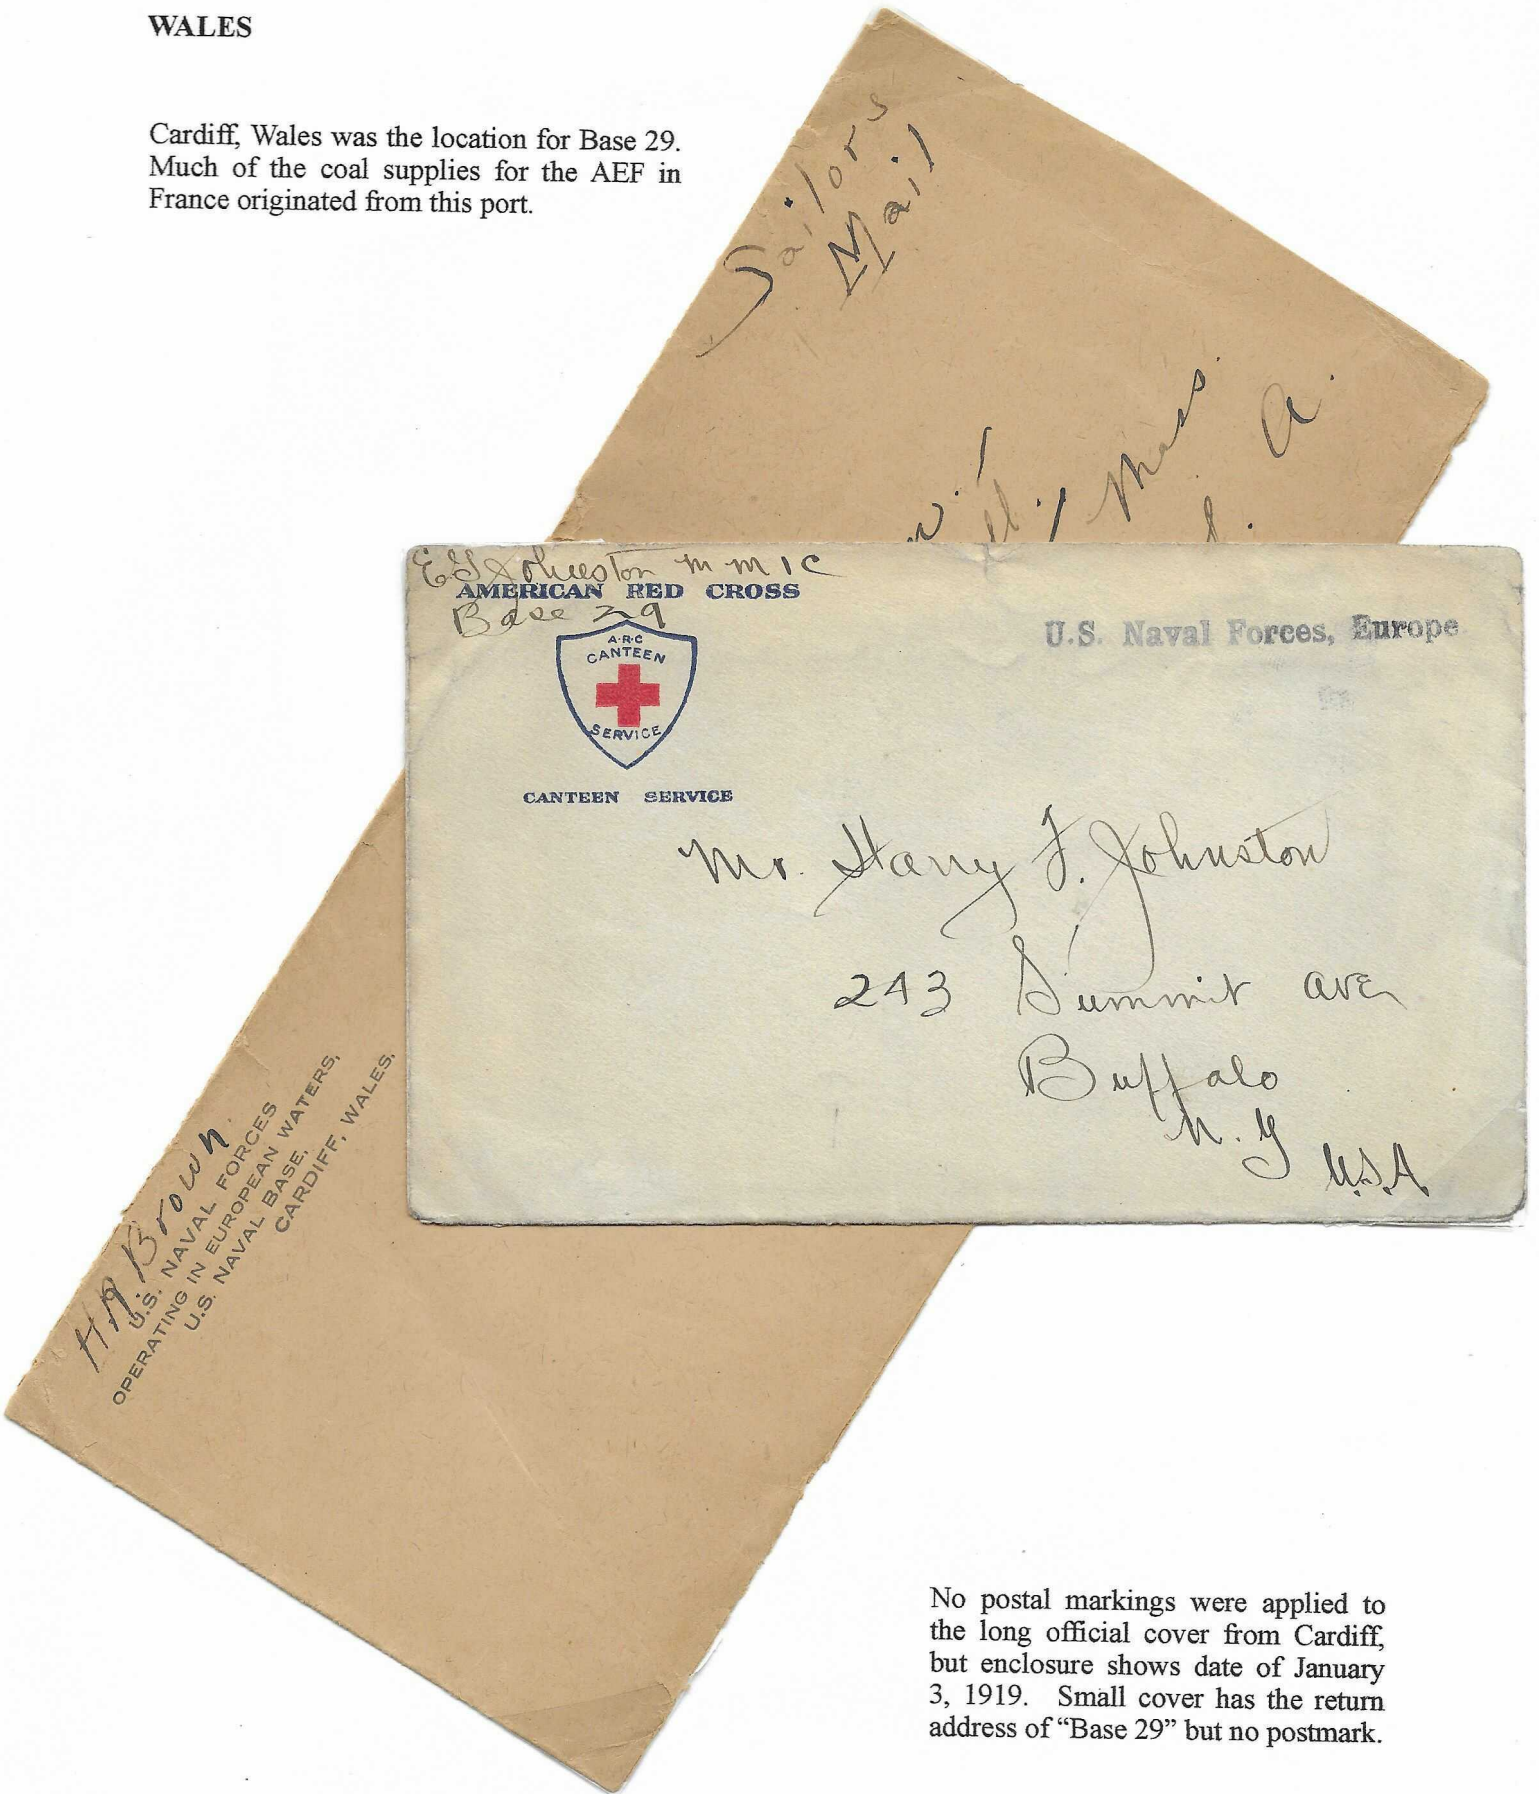 WALES
Cardiff, Wales was the location for Base 29.
Much of the coal supplies for the AEF in
France originated from this port.
Sailors
Mail
Mass.
A.
E G Johnston M M 1 C
AMERICAN RED CROSS
Base 29
A·R·C
CANTEEN
SERVICE
CANTEEN SERVICE
U.S. Naval Forces, Europe
Mr. Harry F. Johnston
243 Summit Ave
Buffalo
N. Y
U.S.A.
H A Brown.
U.S. NAVAL FORCES
OPERATING IN EUROPEAN WATERS,
U.S. NAVAL BASE,
CARDIFF, WALES.
No postal markings were applied to
the long official cover from Cardiff,
but enclosure shows date of January
3, 1919. Small cover has the return
address of “Base 29” but no postmark.